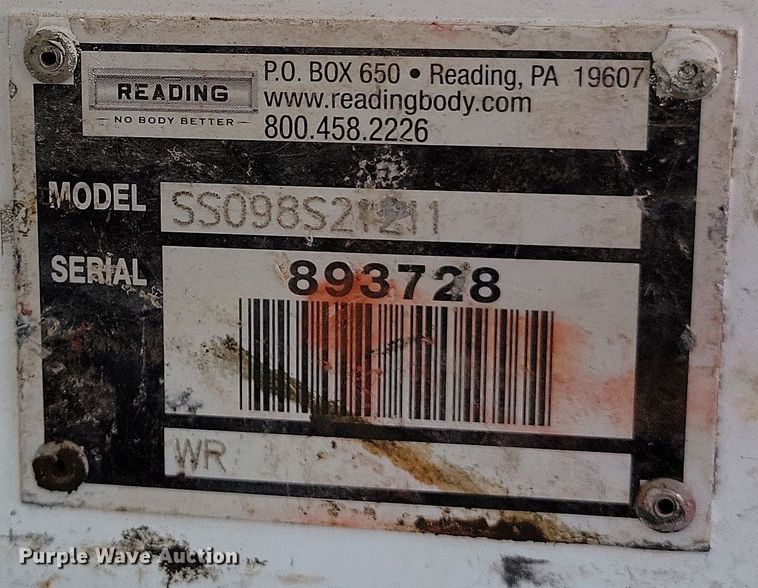 READING
NO BODY BETTER
P.O. BOX 650 • Reading, PA 19607
www.readingbody.com
800.458.2226
MODEL
SERIAL 893728
WR
Purple Wave Auction